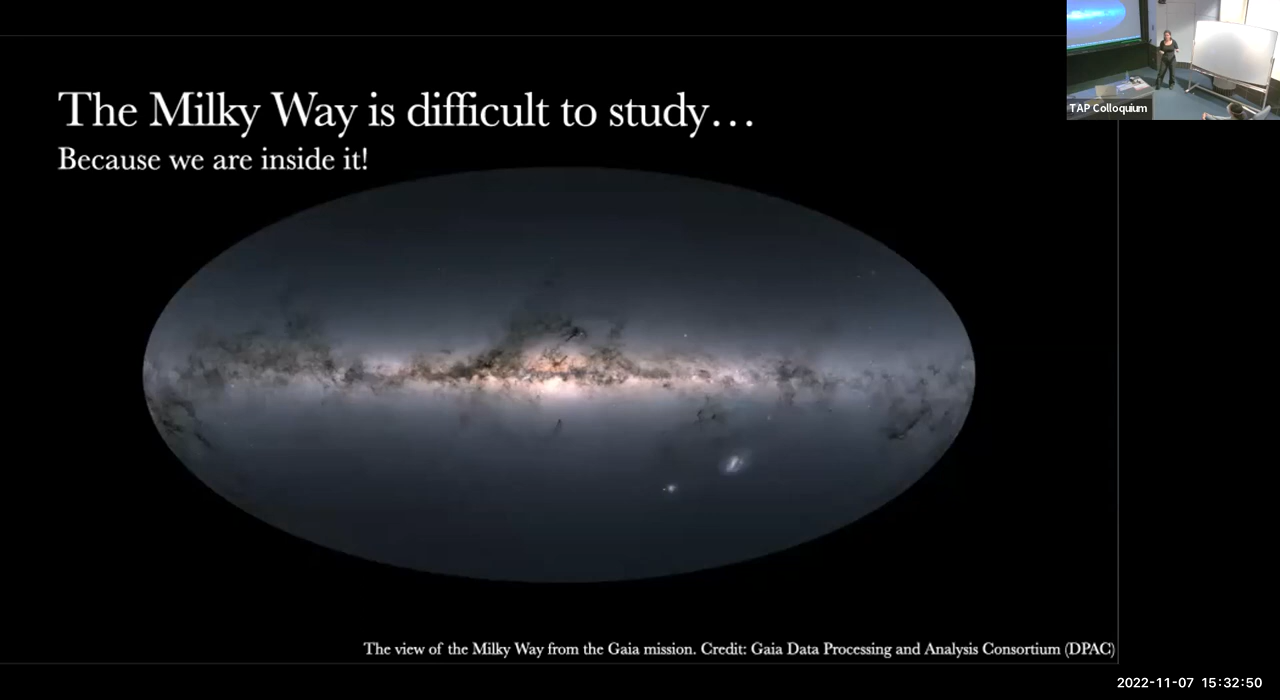 The Milky Way is difficult to study…
Because we are inside it!
TAP Colloquium
The view of the Milky Way from the Gaia mission. Credit: Gaia Data Processing and Analysis Consortium (DPAC)
2022-11-07 15:32:50